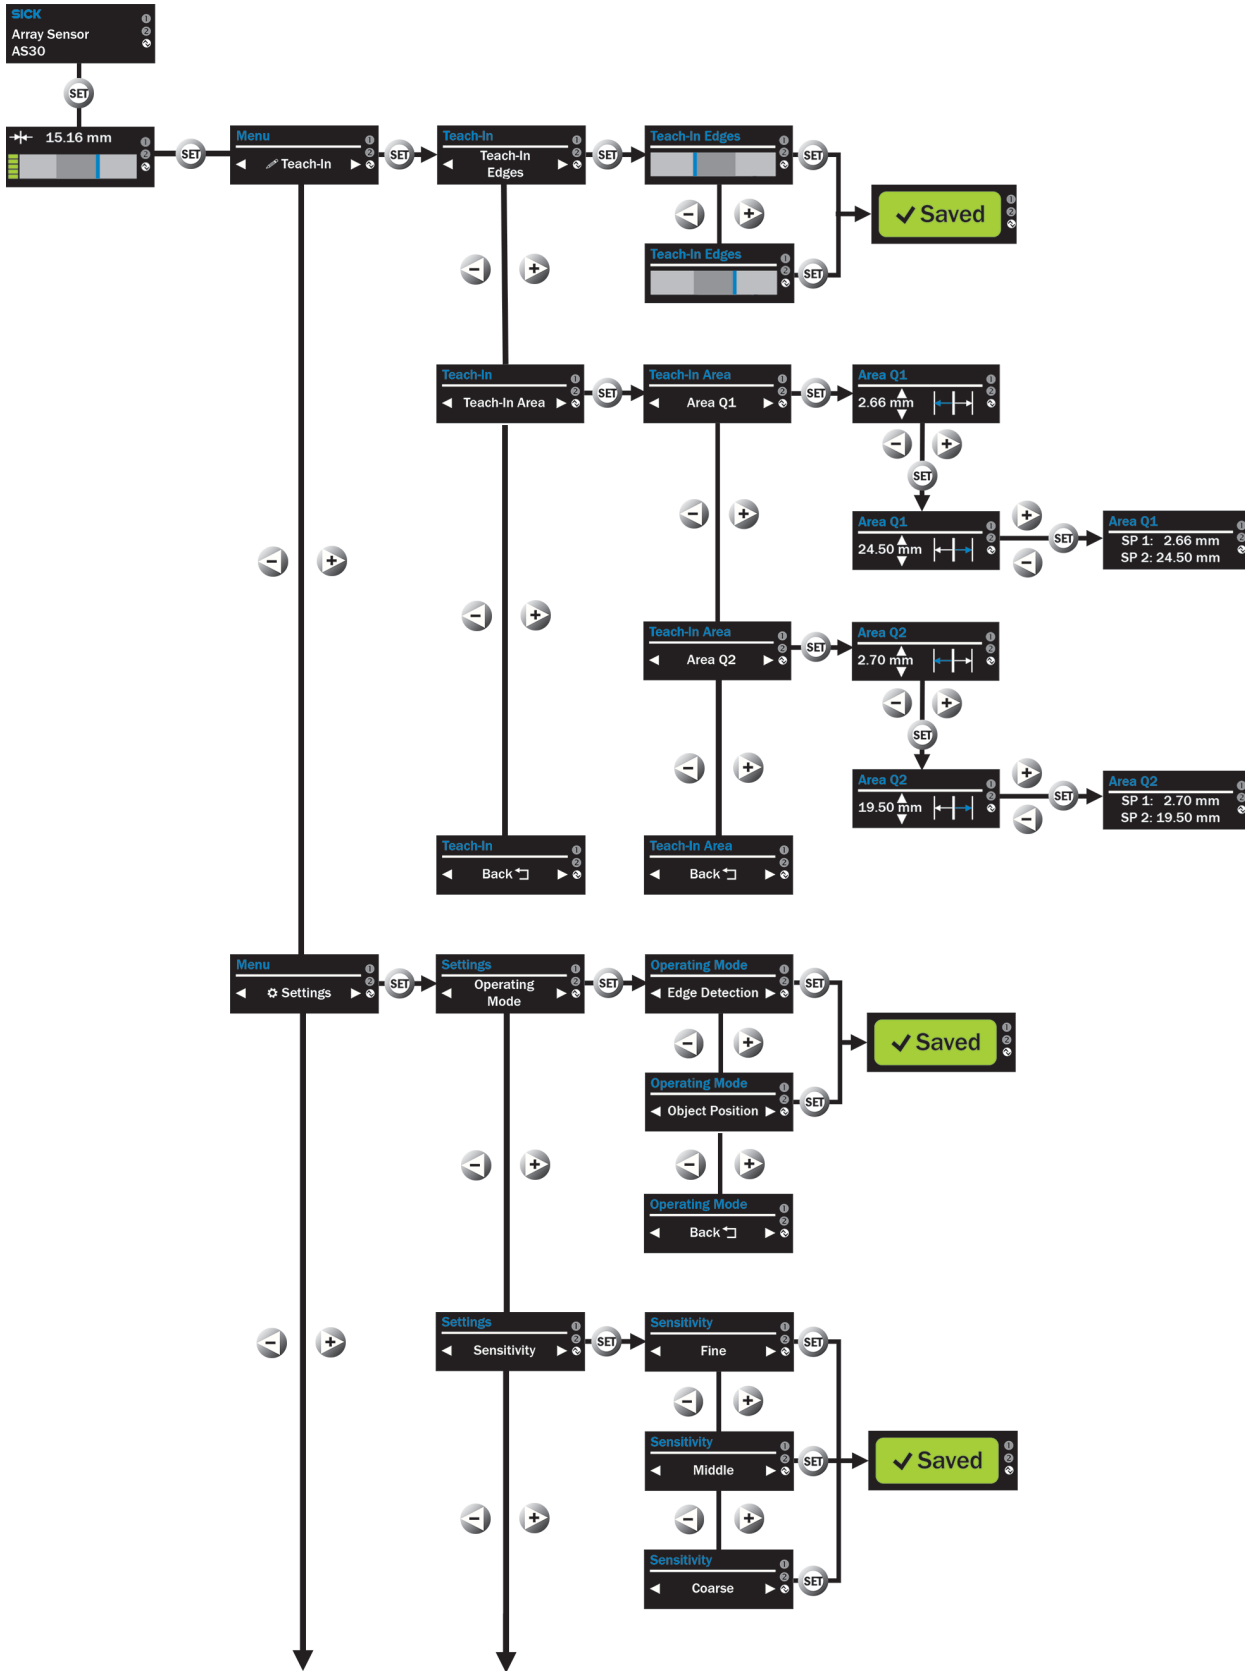 SICK
Array Sensor
AS30
SET
15.16 mm
SET
Menu
Teach-In
SET
Teach-In
Teach-In
Edges
SET
Teach-In Edges
SET
- +
Teach-In Edges
SET
✓ Saved
- +
Teach-In
Teach-In Area
SET
Teach-In Area
Area Q1
SET
Area Q1
2.66 mm
- +
SET
Area Q1
24.50 mm
+
SET
-
Area Q1
SP 1: 2.66 mm
SP 2: 24.50 mm
- +
- +
- +
Teach-In Area
Area Q2
SET
Area Q2
2.70 mm
- +
SET
Area Q2
19.50 mm
+
SET
-
Area Q2
SP 1: 2.70 mm
SP 2: 19.50 mm
- +
Teach-In
Back
Teach-In Area
Back
Menu
Settings
SET
Settings
Operating
Mode
SET
Operating Mode
Edge Detection
SET
- +
Operating Mode
Object Position
SET
✓ Saved
- +
- +
Operating Mode
Back
- +
Settings
Sensitivity
SET
Sensitivity
Fine
SET
- +
Sensitivity
Middle
SET
✓ Saved
- +
- +
Sensitivity
Coarse
SET